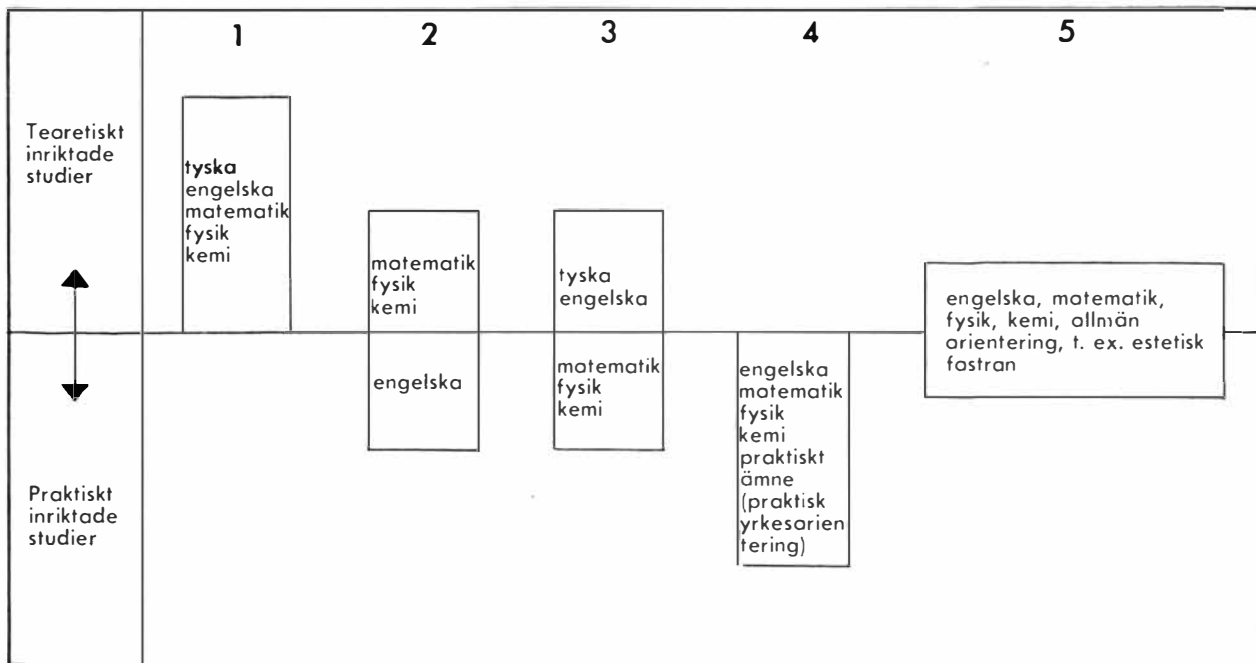 1 2 3 4 5
Teoretiskt
inriktade
studier
tyska
engelska
matematik
fysik
kemi
matematik
fysik
kemi
engelska
tyska
engelska
matematik
fysik
kemi
engelska
matematik
fysik
kemi
praktiskt
ämne
(praktisk
yrkesorien
tering)
engelska, matematik,
fysik, kemi, allmän
orientering, t. ex. estetisk
fostran
Praktiskt
inriktade
studier